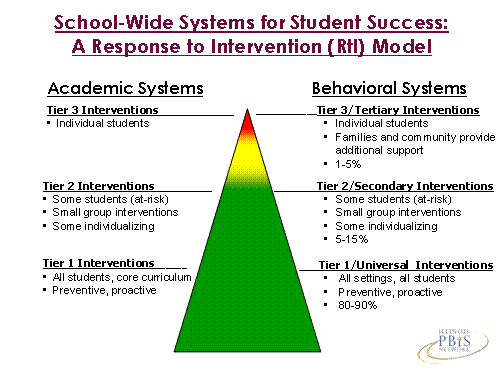 School-Wide Systems for Student Success:
A Response to Intervention (RtI) Model
Academic Systems
Tier 3 Interventions
• Individual students
Tier 2 Interventions
• Some students (at-risk)
• Small group interventions
• Some individualizing
Tier 1 Interventions
• All students, core curriculum
• Preventive, proactive
Behavioral Systems
Tier 3/Tertiary Interventions
• Individual students
• Families and community provide
additional support
• 1-5%
Tier 2/Secondary Interventions
• Some students (at-risk)
• Small group interventions
• Some individualizing
• 5-15%
Tier 1/Universal Interventions
• All settings, all students
• Preventive, proactive
• 80-90%
PBIS
NETWORK